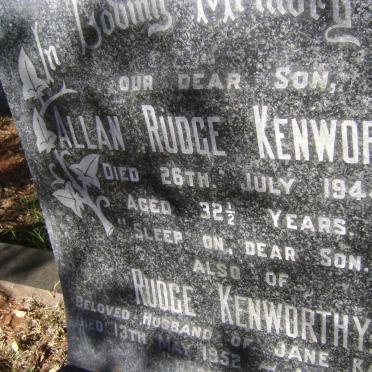 In Loving Memory
OUR DEAR SON,
ALLAN RUDGE KENWOR
DIED 26TH. JULY 194
AGED 32½ YEARS.
"SLEEP ON, DEAR SON.
ALSO OF
RUDGE KENWORTHY
BELOVED HUSBAND OF JANE K
DIED 13TH MAY 1952